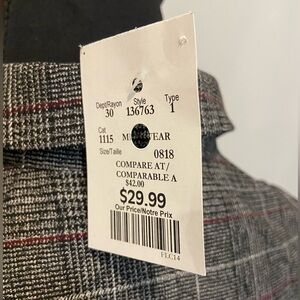 Dept/Rayon Style Type
30 136763 1
Cat
1115 0818
Size/Taille
COMPARE AT/
COMPARABLE A
$42.00
$29.99
Our Price/Notre Prix
FLC14